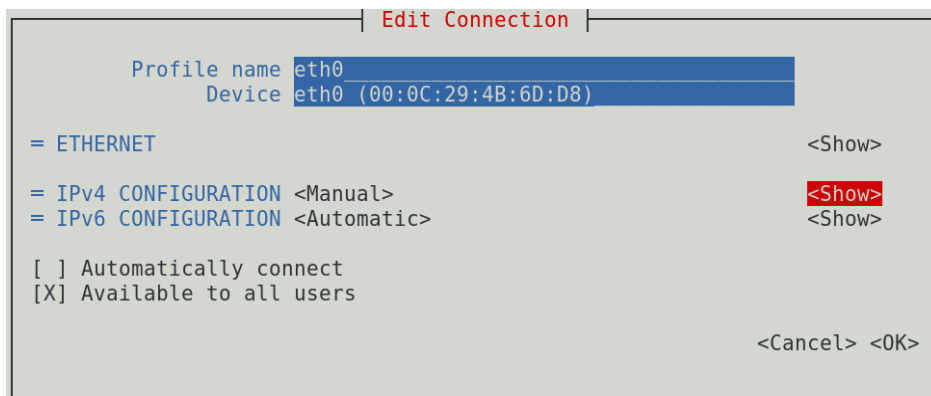 Edit Connection
Profile name eth0
Device eth0 (00:0C:29:4B:6D:D8)
= ETHERNET <Show>
= IPv4 CONFIGURATION <Manual> <Show>
= IPv6 CONFIGURATION <Automatic> <Show>
[ ] Automatically connect
[X] Available to all users
<Cancel> <OK>